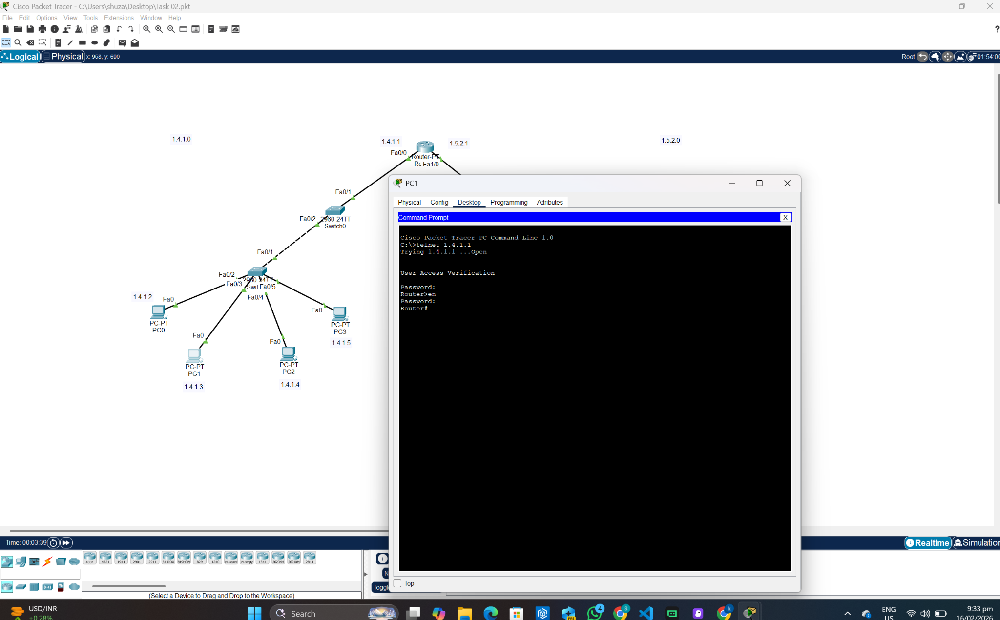 Cisco Packet Tracer - C:\Users\shuza\Desktop\Task 02.pkt
File Edit Options View Tools Extensions Window Help
?
Logical Physical x: 958, y: 690
Root 01:54:00
1.4.1.0
1.4.1.1
1.5.2.1
1.5.2.0
Fa0/0
Router-PT
Fa1/0
Fa0/1
Fa0/2
2960-24TT
Switch0
Fa0/1
Fa0/2
Fa0/3
2960-24TT
Fa0/5
Fa0/4
1.4.1.2
Fa0
PC-PT
PC0
Fa0
PC-PT
PC3
1.4.1.5
Fa0
PC-PT
PC1
1.4.1.3
Fa0
PC-PT
PC2
1.4.1.4
PC1
Physical Config Desktop Programming Attributes
Command Prompt
X
Cisco Packet Tracer PC Command Line 1.0
C:\>telnet 1.4.1.1
Trying 1.4.1.1 ...Open
User Access Verification
Password:
Router>en
Password:
Router#
Top
Time: 00:03:39
Realtime Simulation
4331 4321 1941 2901 2911 819IOX 819HGW 829 1240 PT-Router PT-Empty 1841 2620XM 2621XM 2811
(Select a Device to Drag and Drop to the Workspace)
USD/INR
+0.28%
Search
PRE
4
S
k
ENG
US
9:33 pm
16/02/2026